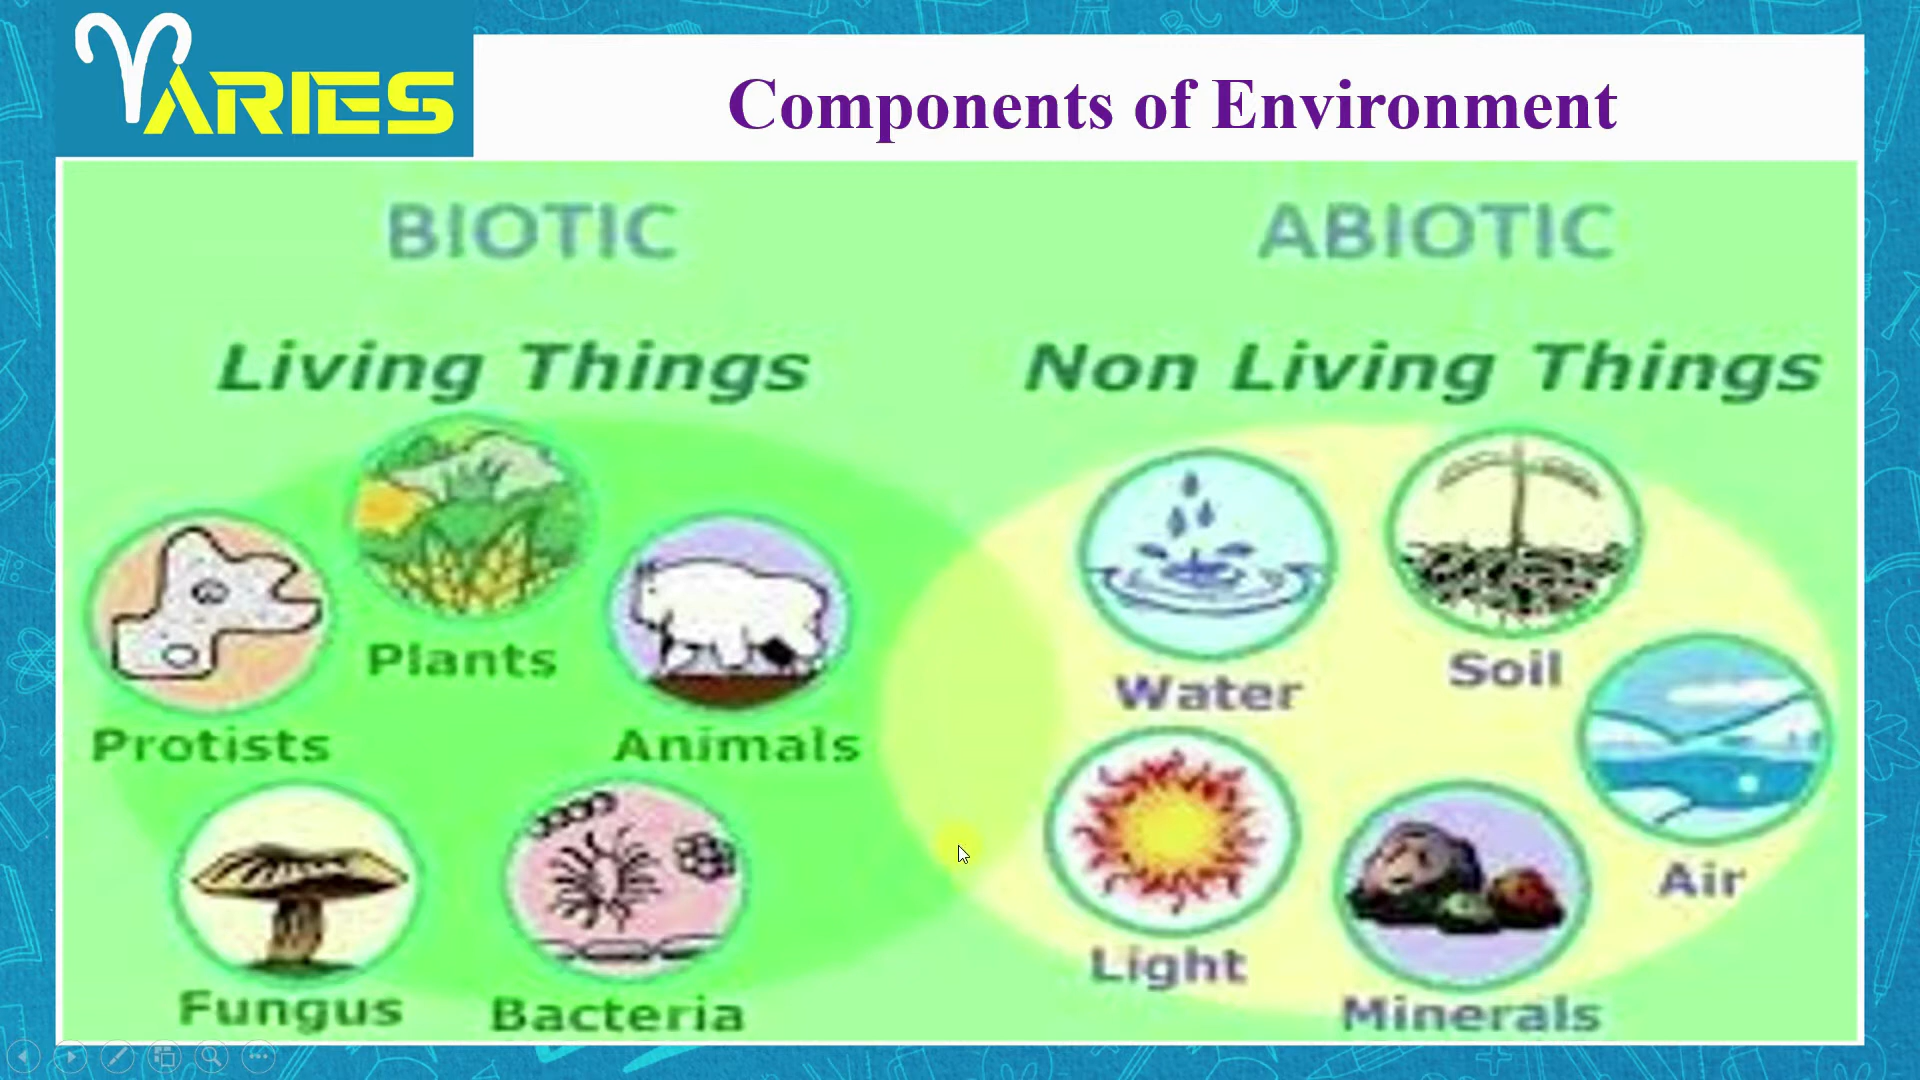 ARIES
Components of Environment
BIOTIC
Living Things
Plants
Protists
Animals
Fungus
Bacteria
ABIOTIC
Non Living Things
Water
Soil
Air
Light
Minerals